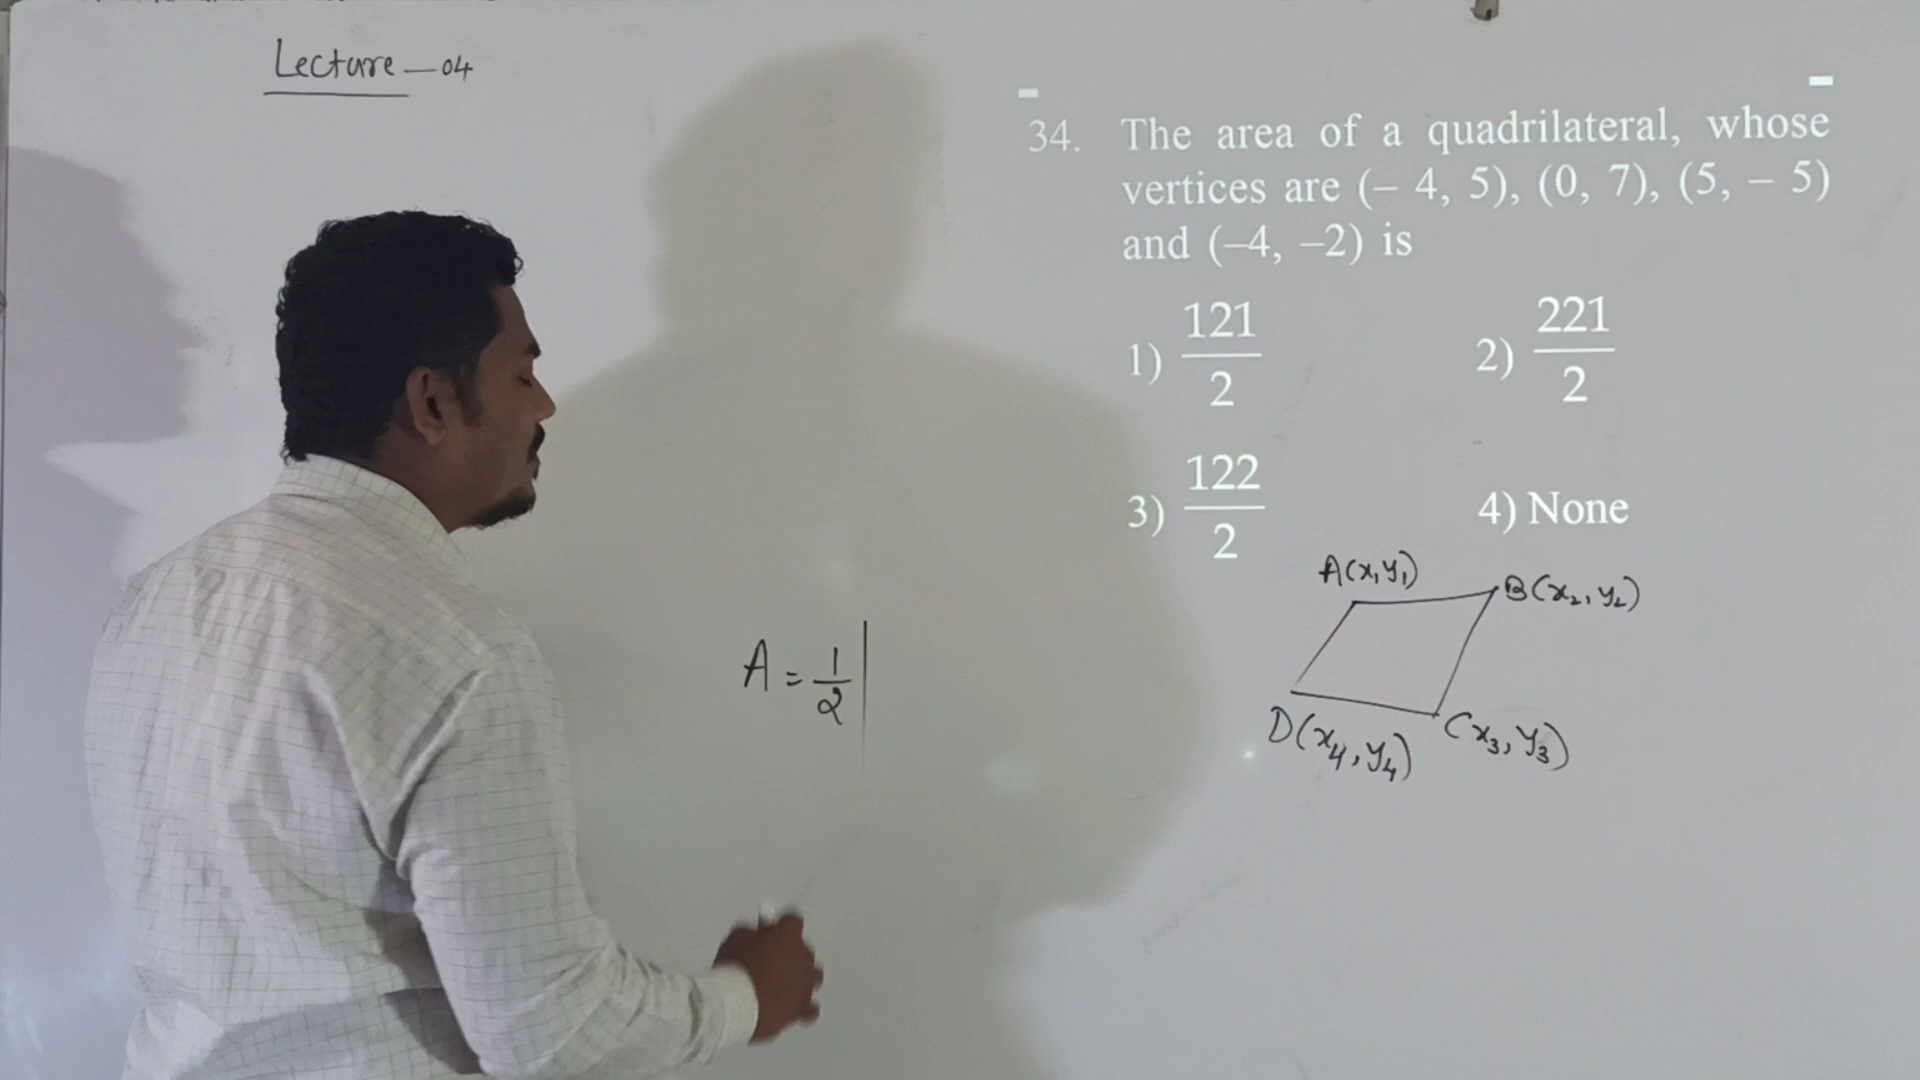 Lecture – 04
34. The area of a quadrilateral, whose
vertices are (– 4, 5), (0, 7), (5, – 5)
and (–4, –2) is
1) 121/2 2) 221/2
3) 122/2 4) None
A(x₁y₁) B(x₂, y₂)
A = 1/2 |
D(x₄, y₄) C(x₃, y₃)